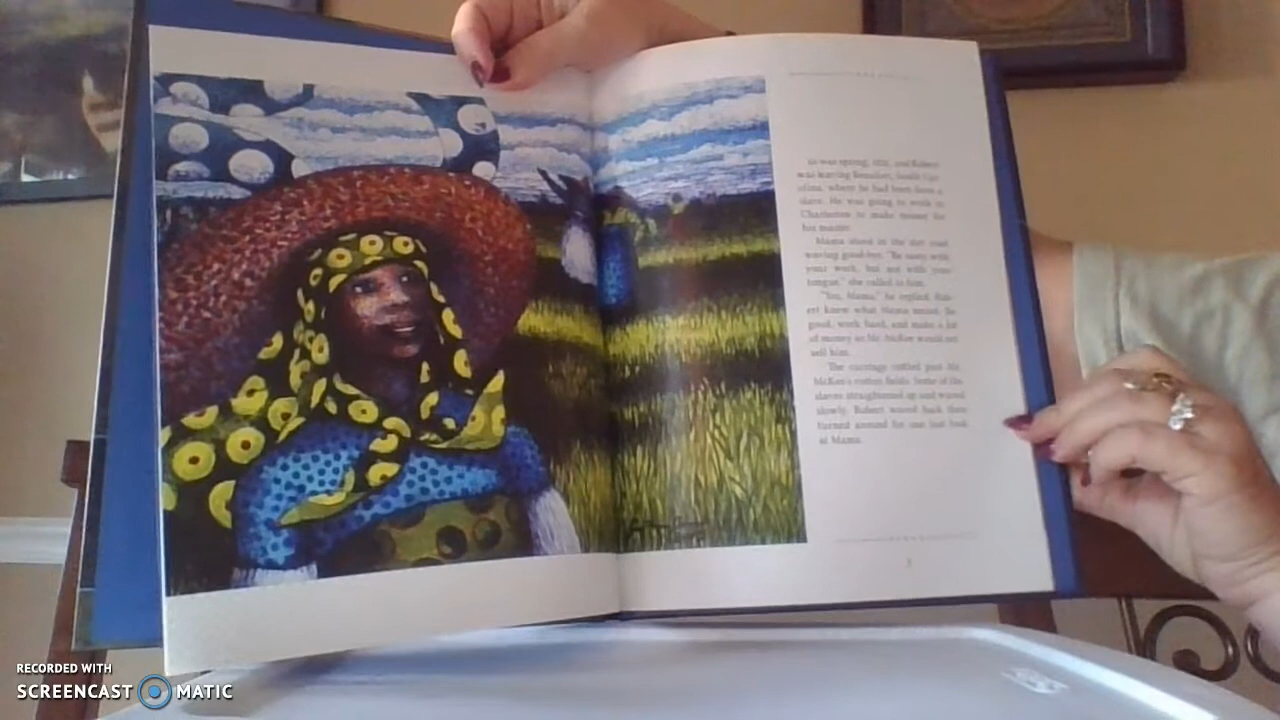 It was spring, 1851, and Robert
was leaving Beaufort, South Car-
olina, where he had been born a
slave. He was going to work in
Charleston to make money for
his master.
Mama stood in the dirt road
waving good-bye. "Be sassy with
your work, but not with your
tongue," she called to him.
"Yes, Mama," he replied. Rob-
ert knew what Mama meant. Be
good, work hard, and make a lot
of money so Mr. McKee would not
sell him.
The carriage rattled past Mr.
McKee's cotton fields. Some of the
slaves straightened up and waved
slowly. Robert waved back then
turned around for one last look
at Mama.
RECORDED WITH
SCREENCAST MATIC